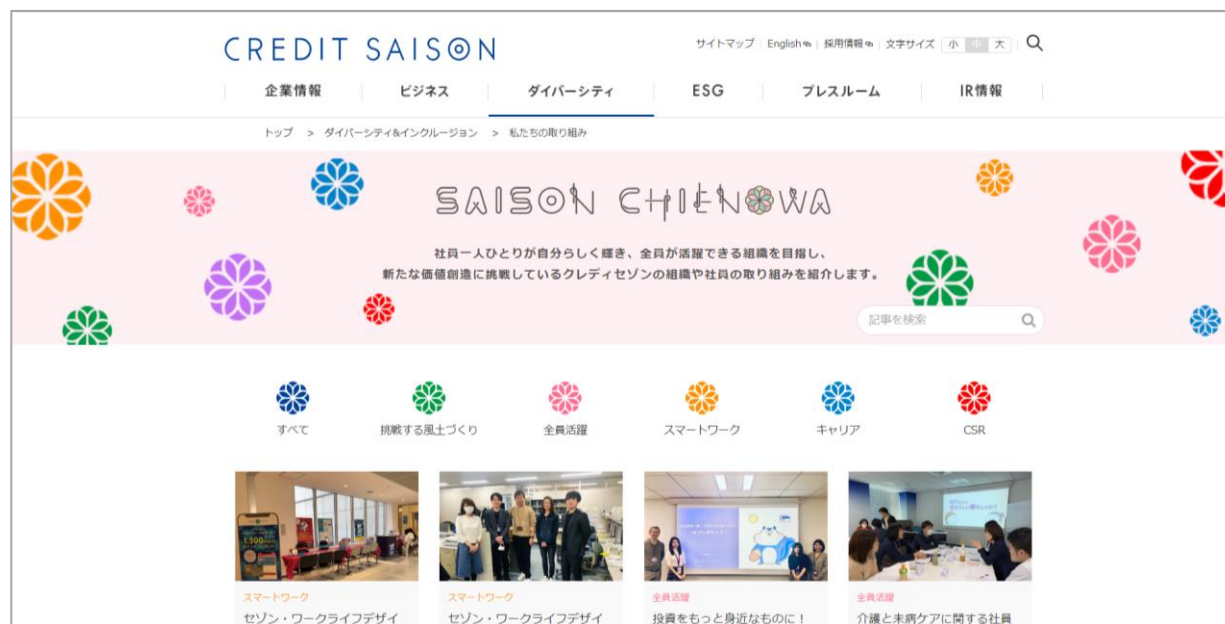 CREDIT SAISON
サイトマップ English 採用情報 文字サイズ 小 中 大
企業情報 ビジネス ダイバーシティ ESG プレスルーム IR情報
トップ > ダイバーシティ&インクルージョン > 私たちの取り組み
SAISON CHIENOWA
社員一人ひとりが自分らしく輝き、全員が活躍できる組織を目指し、
新たな価値創造に挑戦しているクレディセゾンの組織や社員の取り組みを紹介します。
記事を検索
すべて 挑戦する風土づくり 全員活躍 スマートワーク キャリア CSR
スマートワーク スマートワーク 全員活躍 全員活躍
セゾン・ワークライフデザイ セゾン・ワークライフデザイ 投資をもっと身近なものに! 介護と未病ケアに関する社員